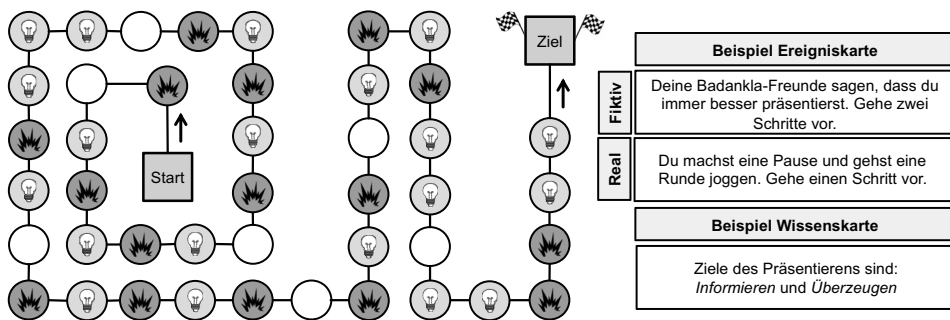 Start
Ziel
Beispiel Ereigniskarte
Fiktiv
Deine Badankla-Freunde sagen, dass du
immer besser präsentierst. Gehe zwei
Schritte vor.
Real
Du machst eine Pause und gehst eine
Runde joggen. Gehe einen Schritt vor.
Beispiel Wissenskarte
Ziele des Präsentierens sind:
Informieren und Überzeugen